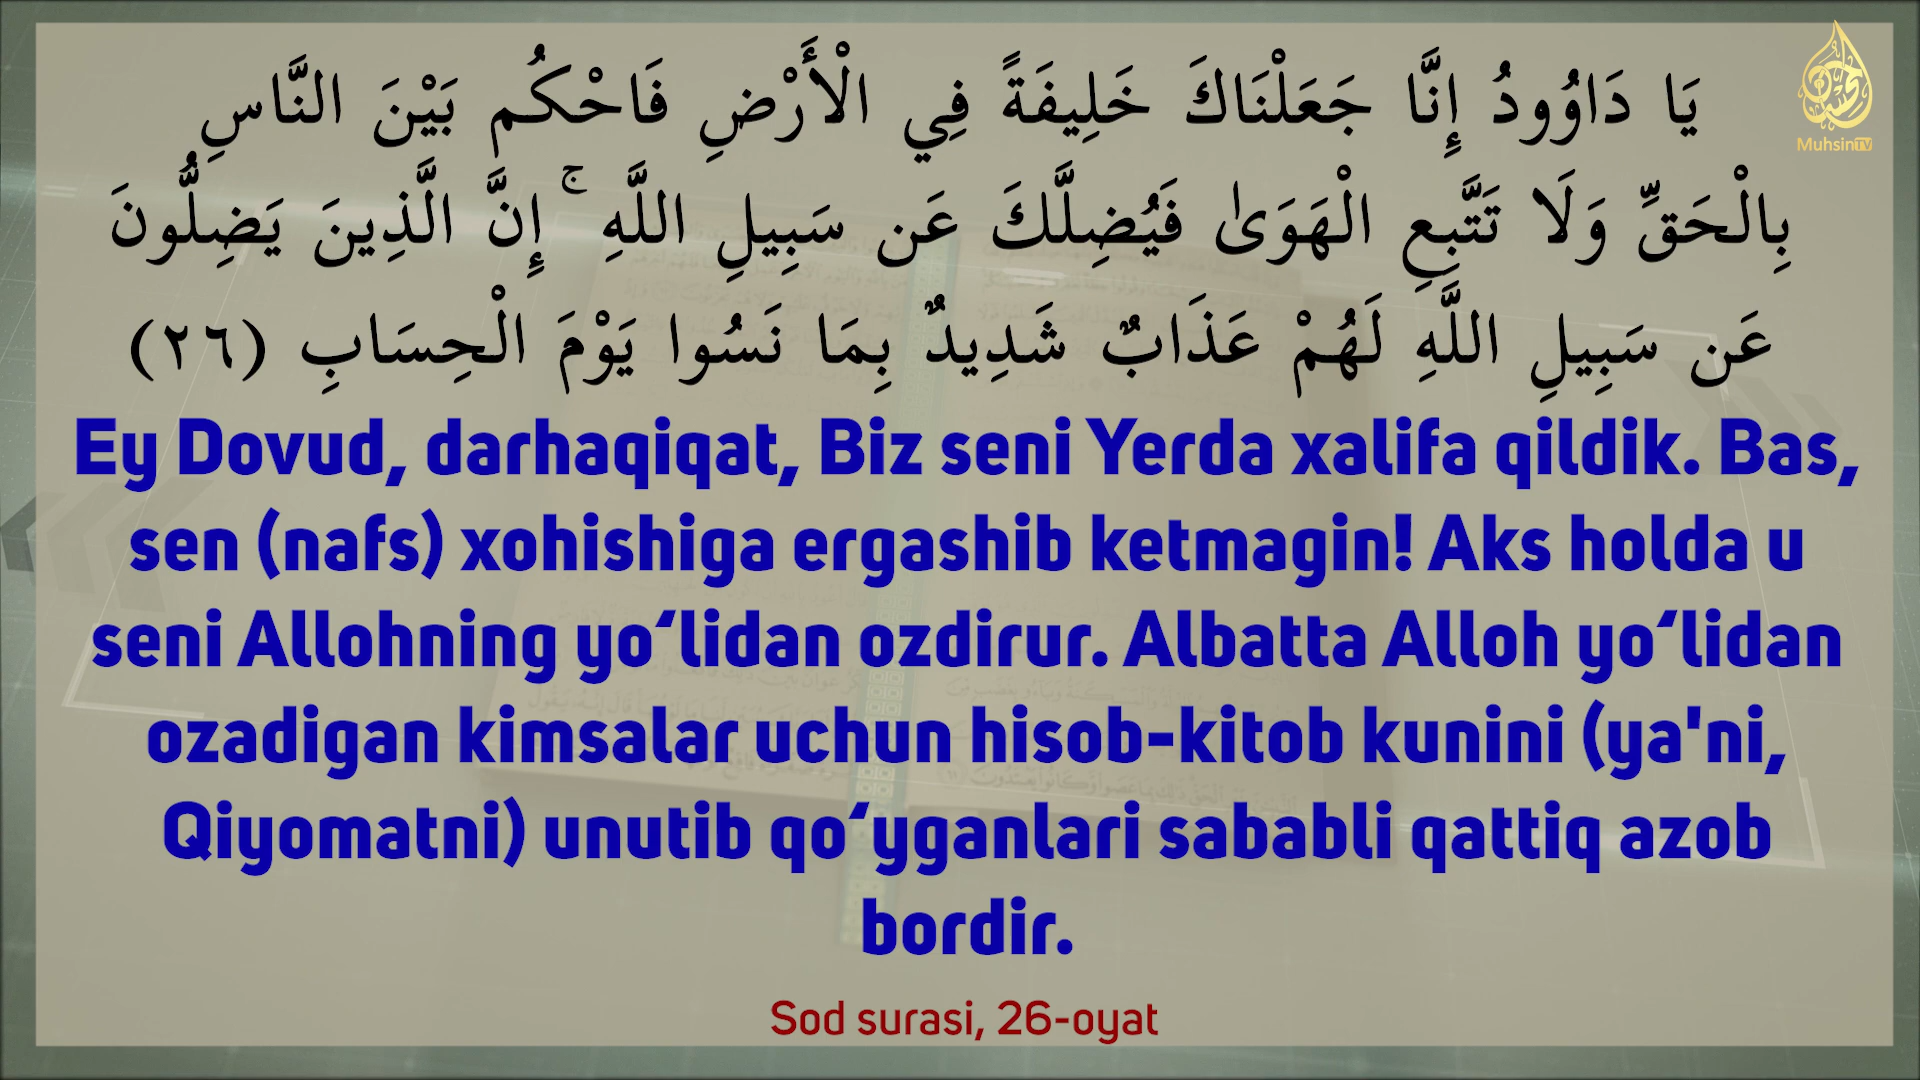 يَا دَاوُودُ إِنَّا جَعَلْنَاكَ خَلِيفَةً فِي الْأَرْضِ فَاحْكُم بَيْنَ النَّاسِ
بِالْحَقِّ وَلَا تَتَّبِعِ الْهَوَىٰ فَيُضِلَّكَ عَن سَبِيلِ اللَّهِ ۚ إِنَّ الَّذِينَ يَضِلُّونَ
عَن سَبِيلِ اللَّهِ لَهُمْ عَذَابٌ شَدِيدٌ بِمَا نَسُوا يَوْمَ الْحِسَابِ (٢٦)
MuhsinTV
Ey Dovud, darhaqiqat, Biz seni Yerda xalifa qildik. Bas,
sen (nafs) xohishiga ergashib ketmagin! Aks holda u
seni Allohning yo‘lidan ozdirur. Albatta Alloh yo‘lidan
ozadigan kimsalar uchun hisob-kitob kunini (ya'ni,
Qiyomatni) unutib qo‘yganlari sababli qattiq azob
bordir.
Sod surasi, 26-oyat